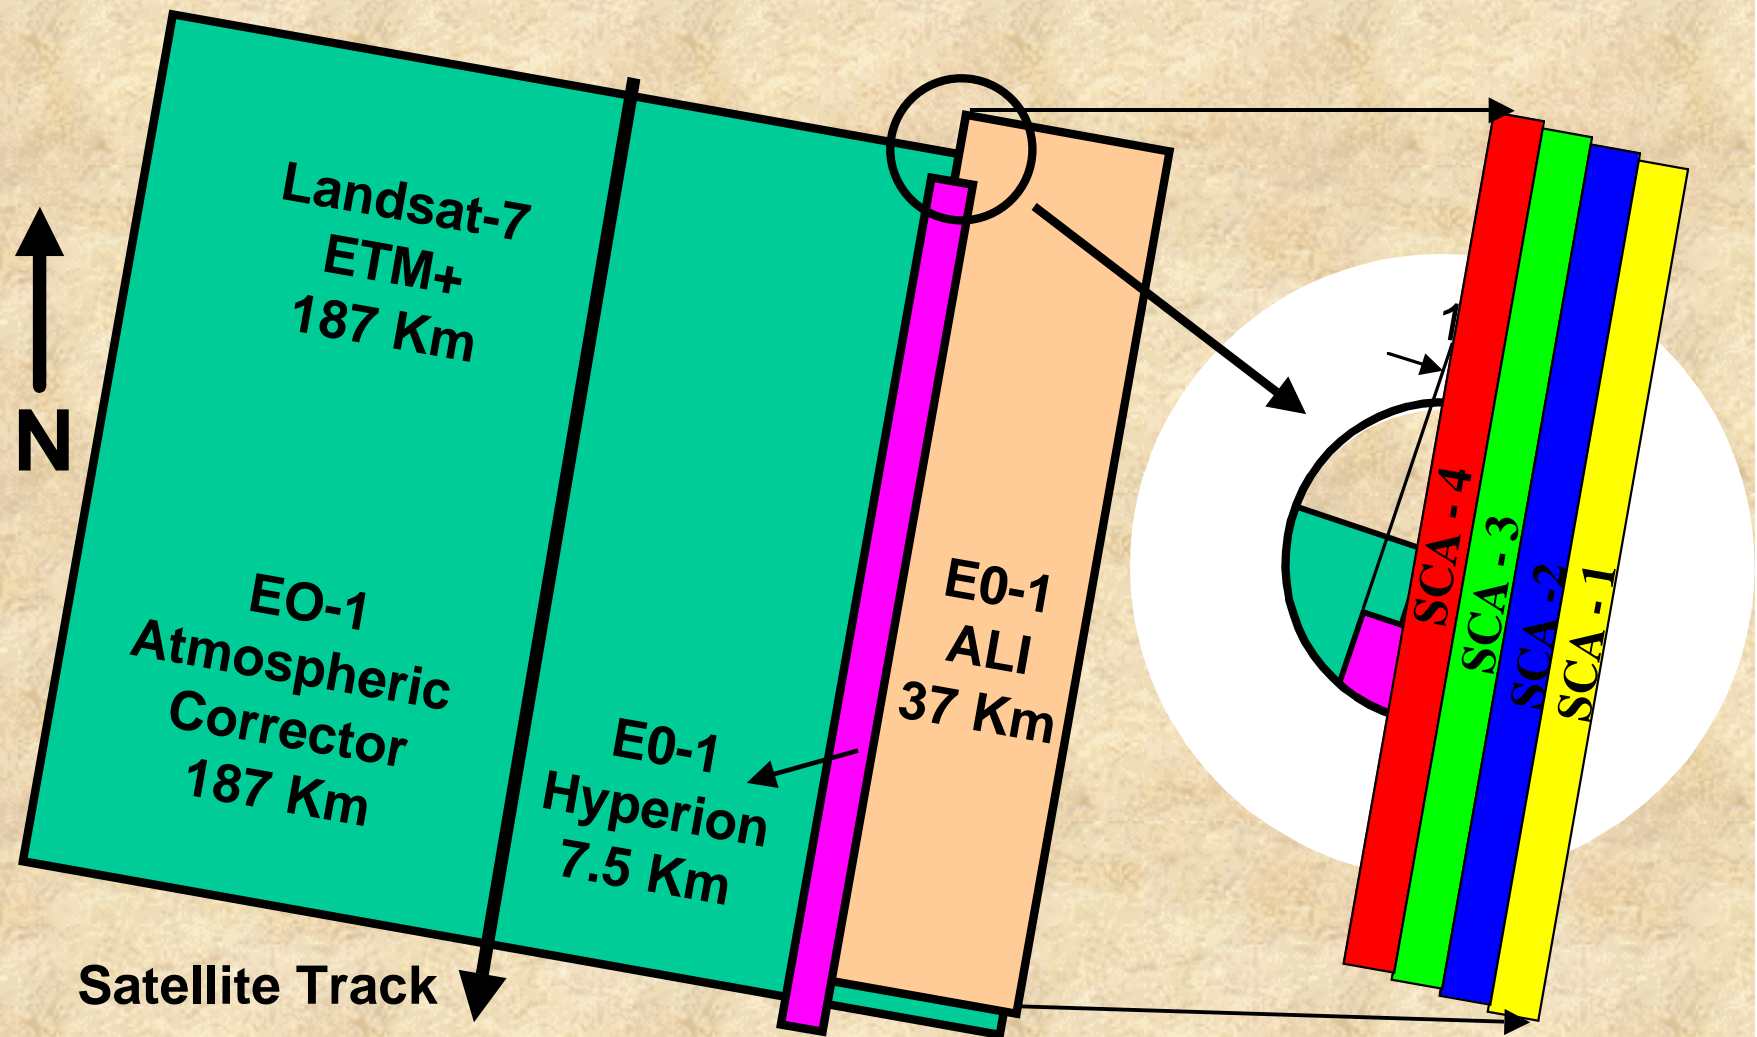 Landsat-7
ETM+
187 Km
N
EO-1
Atmospheric
Corrector
187 Km
E0-1
Hyperion
7.5 Km
E0-1
ALI
37 Km
Satellite Track
1
SCA - 4
SCA - 3
SCA -2
SCA - 1